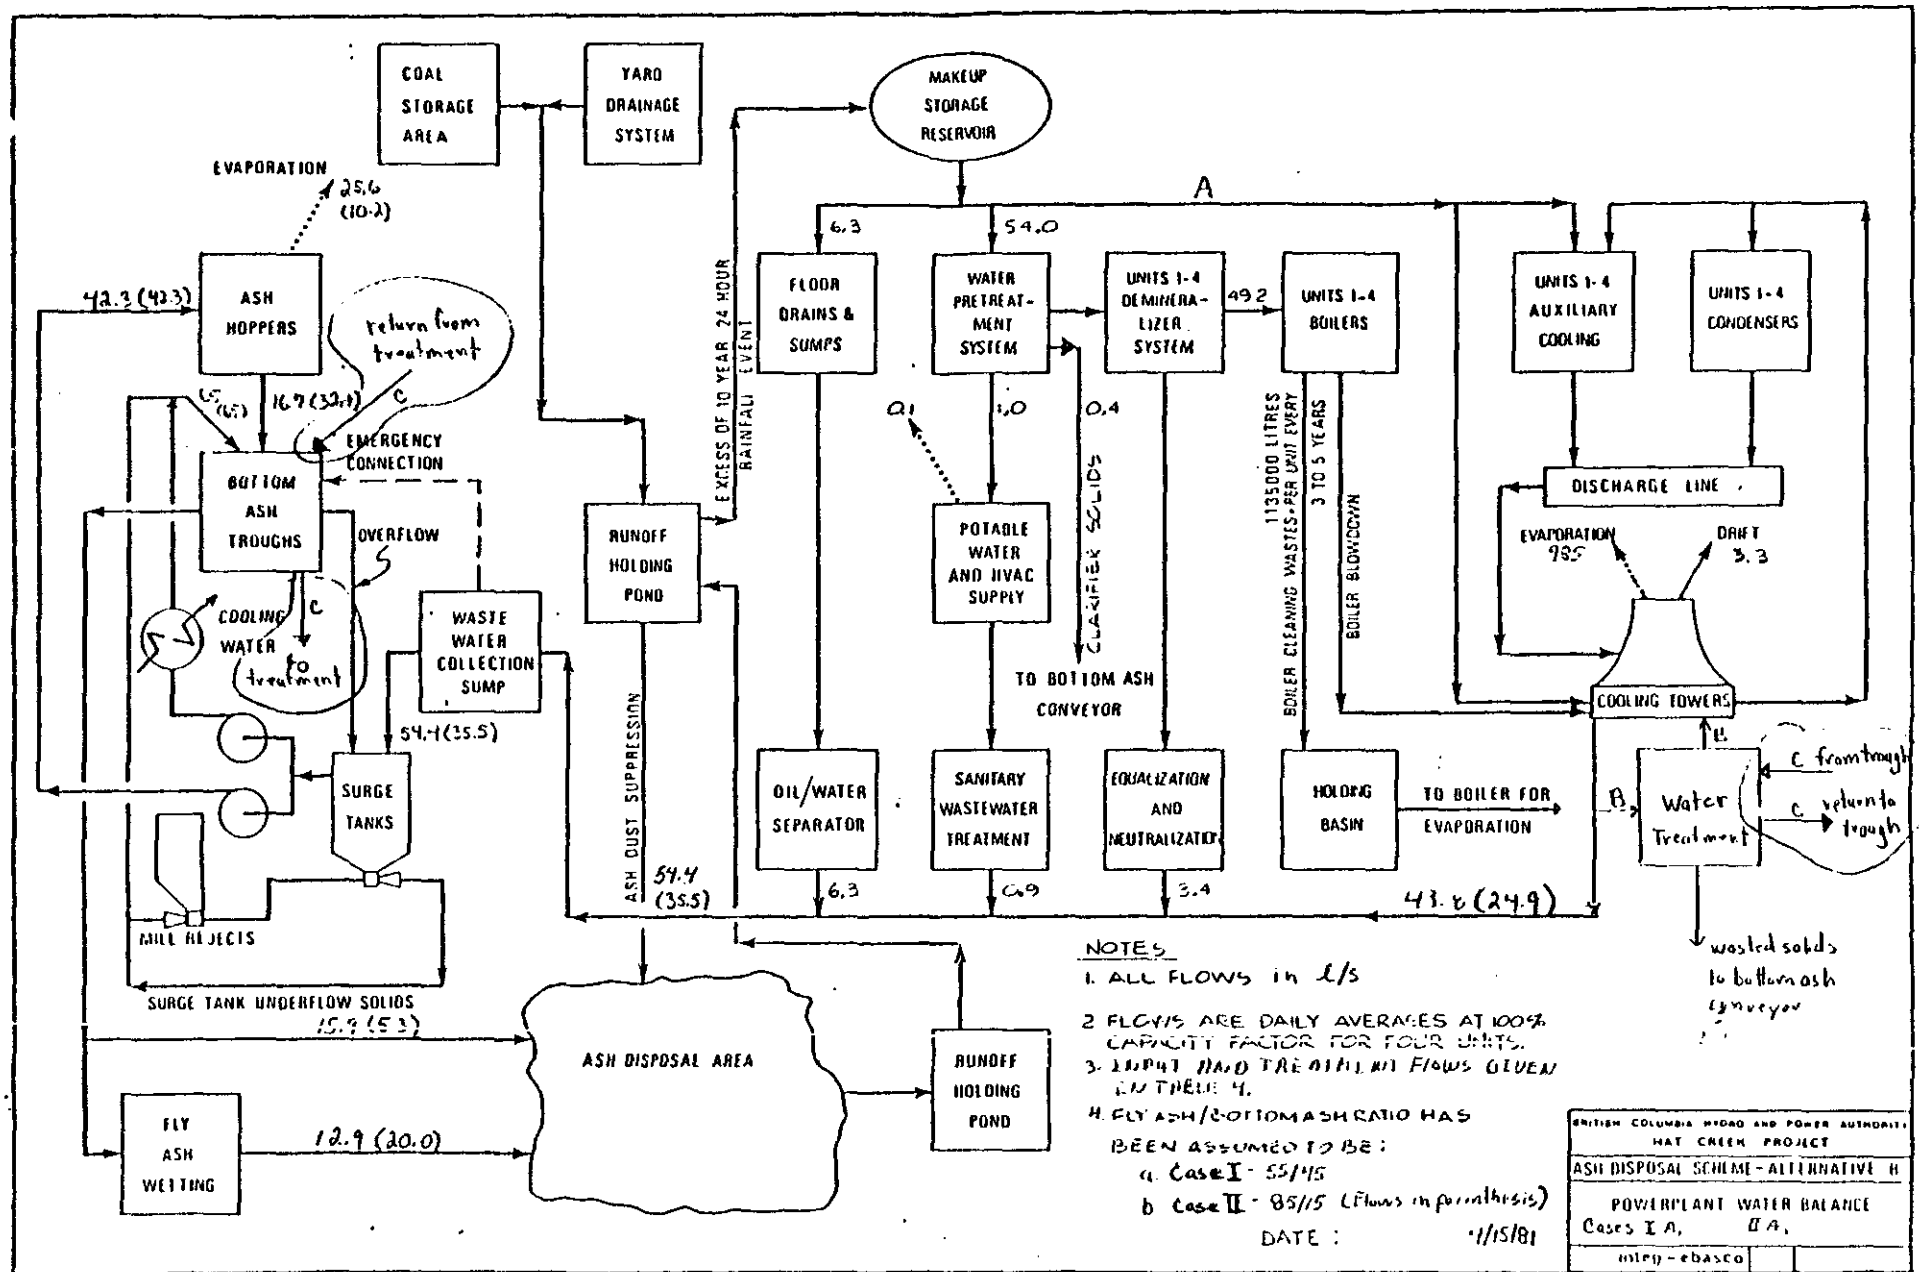 COAL
STORAGE
AREA
YARD
DRAINAGE
SYSTEM
MAKEUP
STORAGE
RESERVOIR
EVAPORATION
25.6
(10.2)
A
6.3
54.0
42.3 (42.3)
ASH
HOPPERS
return from
treatment
C
EXCESS OF 10 YEAR 24 HOUR
RAINFALL EVENT
FLOOR
DRAINS &
SUMPS
WATER
PRETREAT-
MENT
SYSTEM
UNITS 1-4
DEMINERA-
LIZER
SYSTEM
492
UNITS 1-4
BOILERS
UNITS 1-4
AUXILIARY
COOLING
UNITS 1-4
CONDENSERS
EMERGENCY
CONNECTION
0.1
1.0
0.4
BOTTOM
ASH
TROUGHS
OVERFLOW
CLARIFIER SOLIDS
1135000 LITRES
BOILER CLEANING WASTES-PER UNIT EVERY
3 TO 5 YEARS
BOILER BLOWDOWN
DISCHARGE LINE
RUNOFF
HOLDING
POND
POTABLE
WATER
AND HVAC
SUPPLY
EVAPORATION
985
DRIFT
3.3
COOLING
WATER
C
to
treatment
WASTE
WATER
COLLECTION
SUMP
TO BOTTOM ASH
CONVEYOR
COOLING TOWERS
54.4 (35.5)
SURGE
TANKS
ASH DUST SUPPRESSION
OIL/WATER
SEPARATOR
SANITARY
WASTEWATER
TREATMENT
EQUALIZATION
AND
NEUTRALIZATION
HOLDING
BASIN
TO BOILER FOR
EVAPORATION
B
Water
Treatment
C from trough
C return to
trough
54.4
(35.5)
6.3
0.9
3.4
(24.9)
MILL REJECTS
wasted solids
to bottom ash
conveyor
SURGE TANK UNDERFLOW SOLIDS
15.9 (5.3)
ASH DISPOSAL AREA
RUNOFF
HOLDING
POND
FLY
ASH
WETTING
12.9 (20.0)
NOTES
1. ALL FLOWS in l/s
2 FLOWS ARE DAILY AVERAGES AT 100%
CAPACITY FACTOR FOR FOUR UNITS.
3. INPUT AND TREATMENT FLOWS GIVEN
IN TABLE 4.
4. FLY ASH/BOTTOM ASH RATIO HAS
BEEN ASSUMED TO BE:
a. Case I - 55/45
b Case II - 85/15 (Flows in parinthesis)
DATE: /15/81
BRITISH COLUMBIA HYDRO AND POWER AUTHORITY
HAT CREEK PROJECT
ASH DISPOSAL SCHEME-ALTERNATIVE
POWERPLANT WATER BALANCE
Cases I A, II A,
integ-ebasco